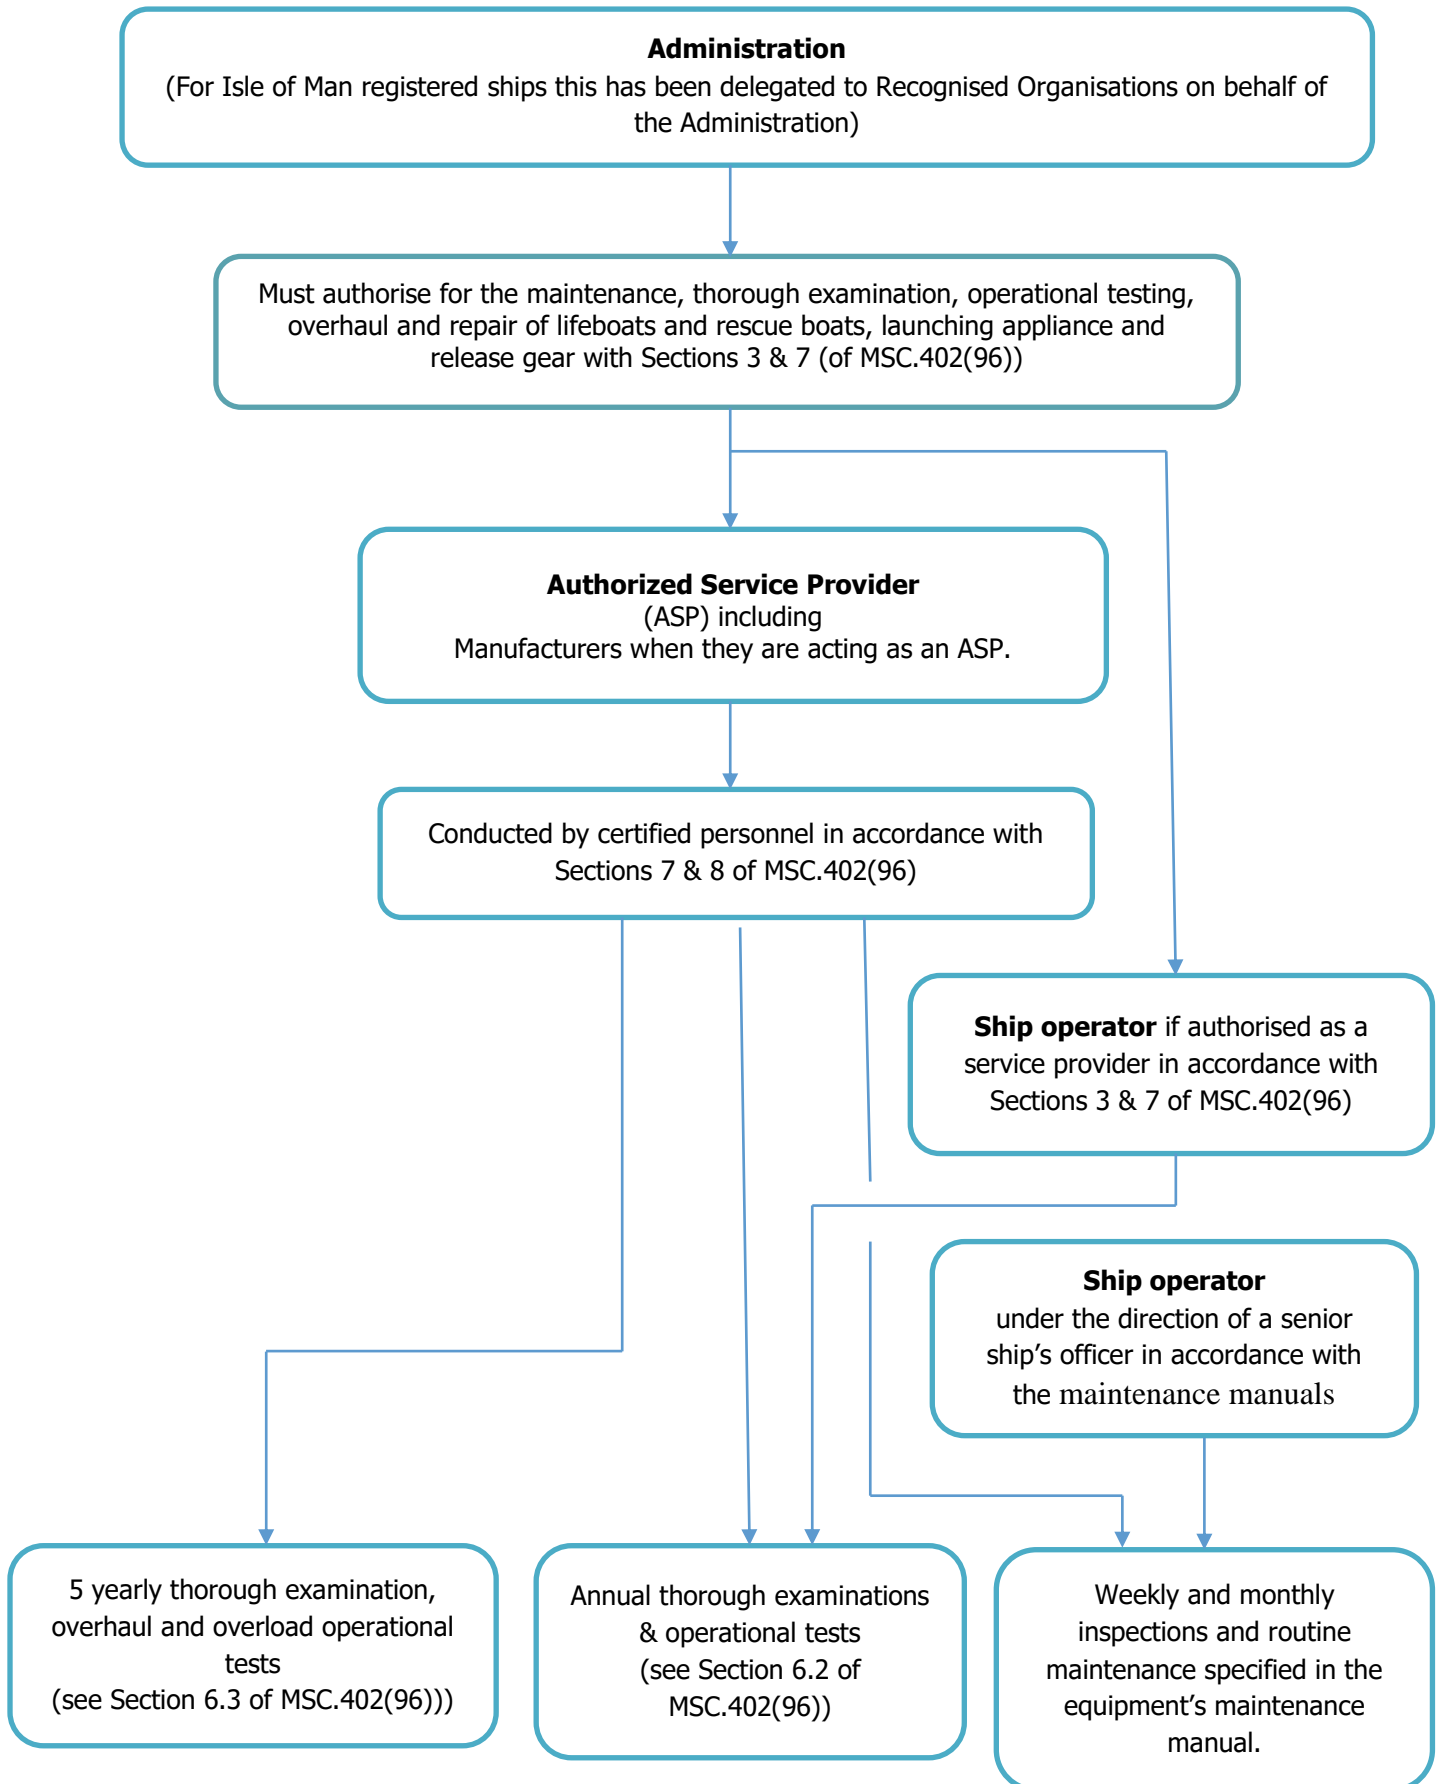 Administration
(For Isle of Man registered ships this has been delegated to Recognised Organisations on behalf of
the Administration)
Must authorise for the maintenance, thorough examination, operational testing,
overhaul and repair of lifeboats and rescue boats, launching appliance and
release gear with Sections 3 & 7 (of MSC.402(96))
Authorized Service Provider
(ASP) including
Manufacturers when they are acting as an ASP.
Conducted by certified personnel in accordance with
Sections 7 & 8 of MSC.402(96)
Ship operator if authorised as a
service provider in accordance with
Sections 3 & 7 of MSC.402(96)
Ship operator
under the direction of a senior
ship’s officer in accordance with
the maintenance manuals
5 yearly thorough examination,
overhaul and overload operational
tests
(see Section 6.3 of MSC.402(96)))
Annual thorough examinations
& operational tests
(see Section 6.2 of
MSC.402(96))
Weekly and monthly
inspections and routine
maintenance specified in the
equipment’s maintenance
manual.